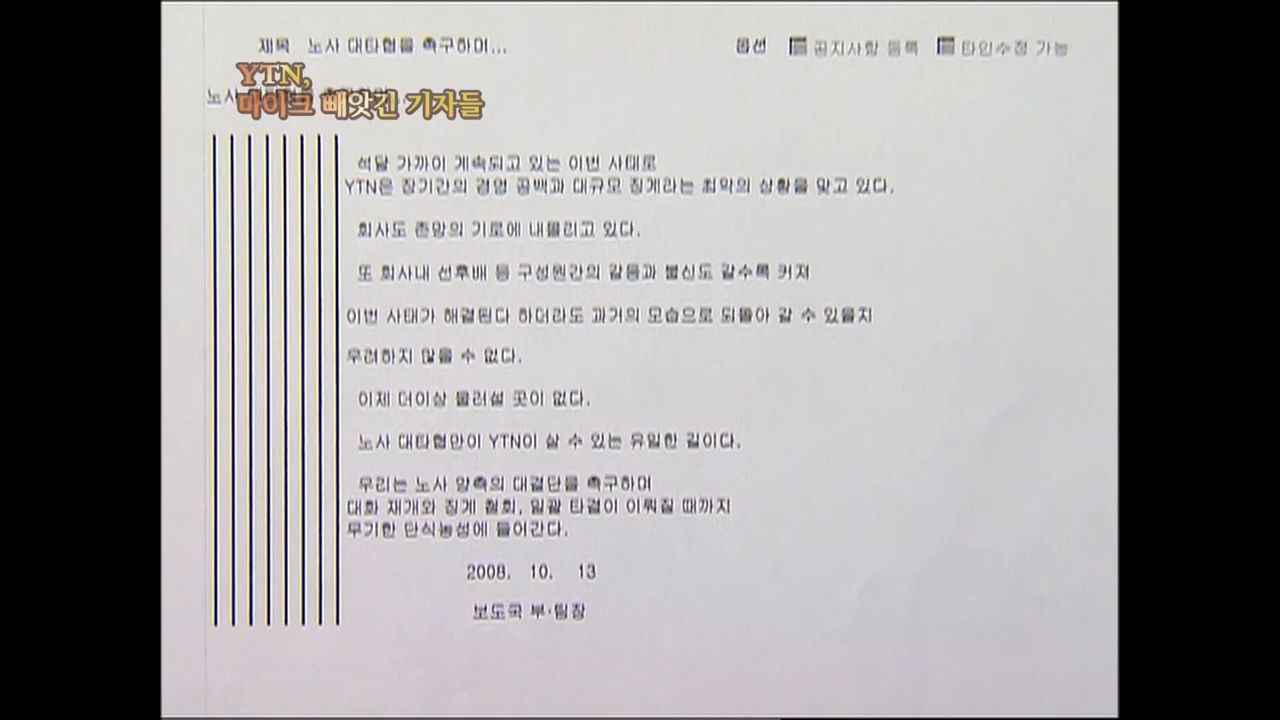 제목 노사 대타협을 촉구하며... 옵션 공지사항 등록 타인수정 가능
YTN,
노사
마이크 빼앗긴 기자들
석달 가까이 계속되고 있는 이번 사태로
YTN은 장기간의 경영 공백과 대규모 징계라는 최악의 상황을 맞고 있다.
회사도 존망의 기로에 내몰리고 있다.
또 회사내 선후배 등 구성원간의 갈등과 불신도 갈수록 커져
이번 사태가 해결된다 하더라도 과거의 모습으로 되돌아 갈 수 있을지
우려하지 않을 수 없다.
이제 더이상 물러설 곳이 없다.
노사 대타협만이 YTN이 살 수 있는 유일한 길이다.
우리는 노사 양측의 대결단을 촉구하며
대화 재개와 징계 철회, 일괄 타결이 이뤄질 때까지
무기한 단식농성에 들어간다.
2008. 10. 13
보도국 부·팀장